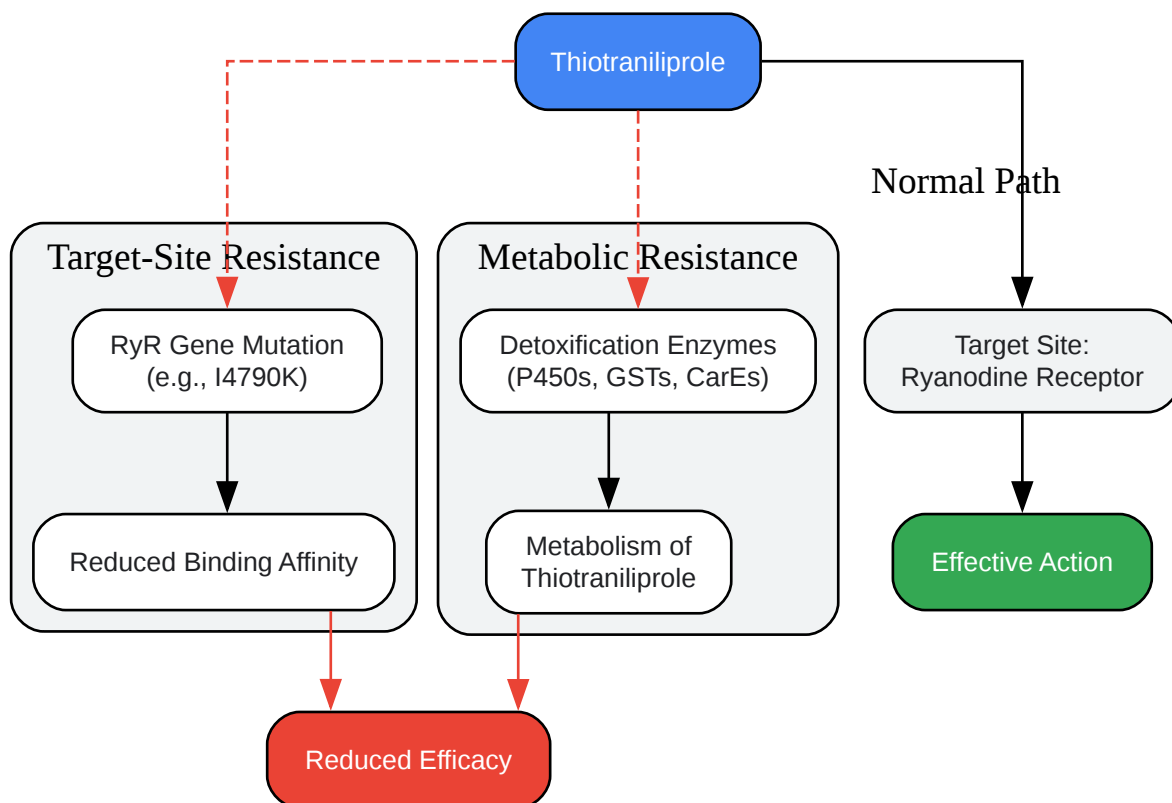 Thiotraniliprole
Normal Path
Target-Site Resistance
Metabolic Resistance
RyR Gene Mutation
(e.g., I4790K)
Detoxification Enzymes
(P450s, GSTs, CarEs)
Target Site:
Ryanodine Receptor
Reduced Binding Affinity
Metabolism of
Thiotraniliprole
Effective Action
Reduced Efficacy